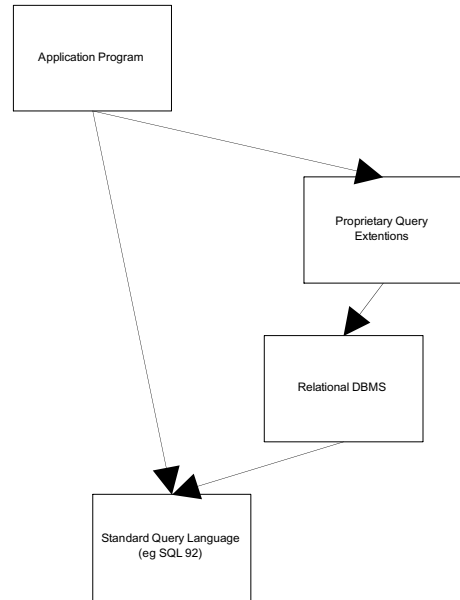 Application Program
Proprietary Query
Extentions
Relational DBMS
Standard Query Language
(eg SQL 92)